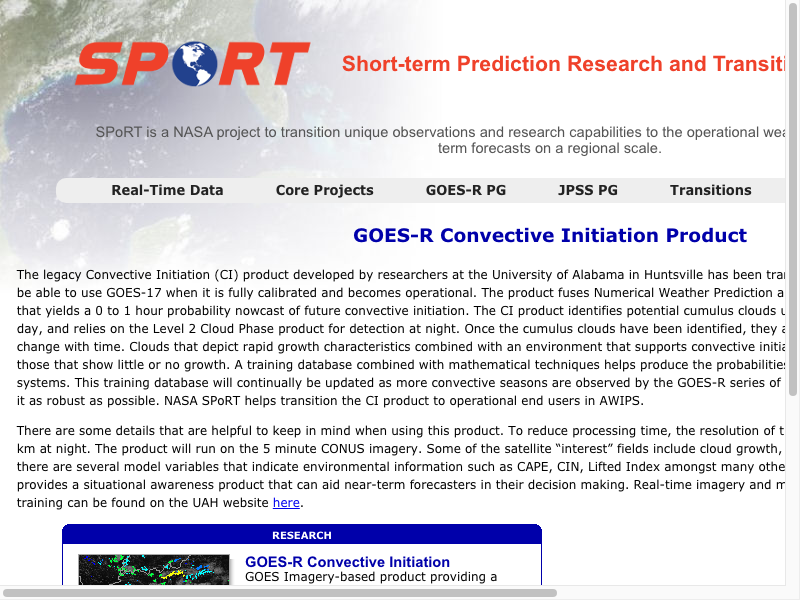 SPORT
Short-term Prediction Research and Transiti
SPoRT is a NASA project to transition unique observations and research capabilities to the operational wea
term forecasts on a regional scale.
Real-Time Data Core Projects GOES-R PG JPSS PG Transitions
GOES-R Convective Initiation Product
The legacy Convective Initiation (CI) product developed by researchers at the University of Alabama in Huntsville has been tran
be able to use GOES-17 when it is fully calibrated and becomes operational. The product fuses Numerical Weather Prediction a
that yields a 0 to 1 hour probability nowcast of future convective initiation. The CI product identifies potential cumulus clouds u
day, and relies on the Level 2 Cloud Phase product for detection at night. Once the cumulus clouds have been identified, they a
change with time. Clouds that depict rapid growth characteristics combined with an environment that supports convective initia
those that show little or no growth. A training database combined with mathematical techniques helps produce the probabilities
systems. This training database will continually be updated as more convective seasons are observed by the GOES-R series of
it as robust as possible. NASA SPoRT helps transition the CI product to operational end users in AWIPS.
There are some details that are helpful to keep in mind when using this product. To reduce processing time, the resolution of t
km at night. The product will run on the 5 minute CONUS imagery. Some of the satellite “interest” fields include cloud growth,
there are several model variables that indicate environmental information such as CAPE, CIN, Lifted Index amongst many othe
provides a situational awareness product that can aid near-term forecasters in their decision making. Real-time imagery and m
training can be found on the UAH website here.
RESEARCH
GOES-R Convective Initiation
GOES Imagery-based product providing a